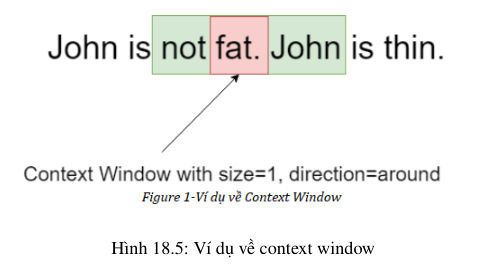 John is not fat. John is thin.
Context Window with size=1, direction=around
Figure 1-Ví dụ về Context Window
Hình 18.5: Ví dụ về context window